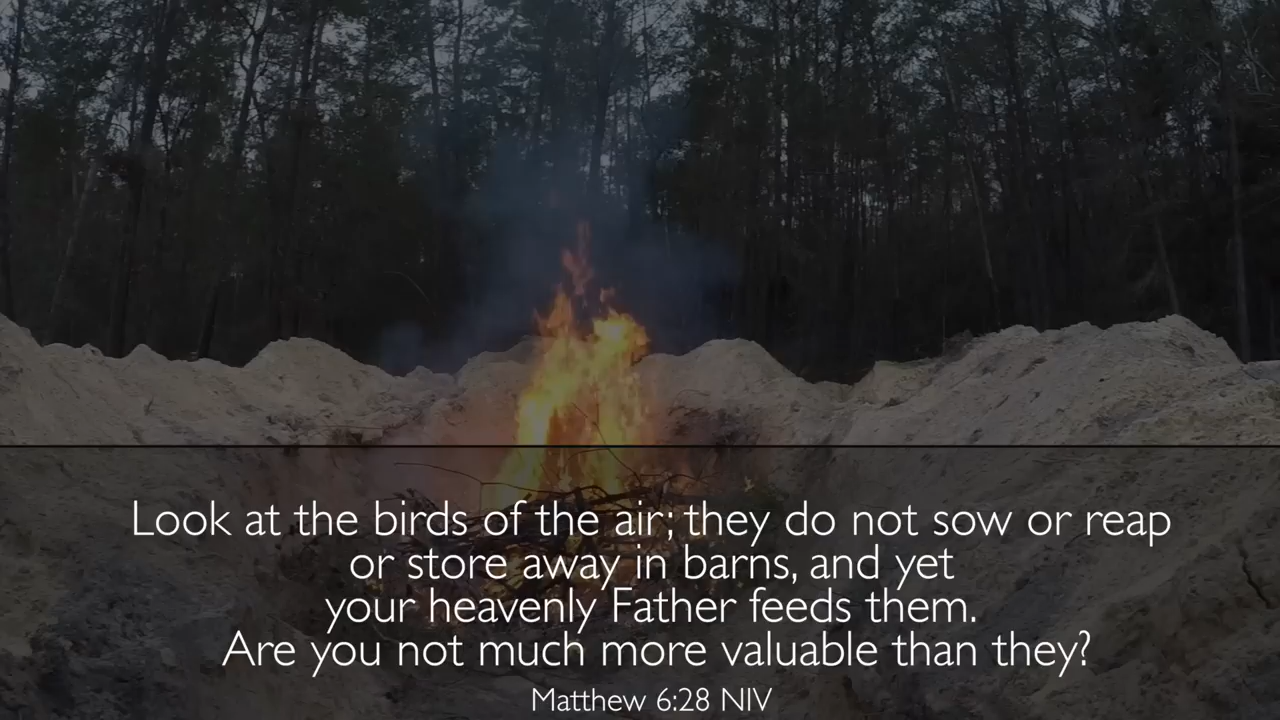 Look at the birds of the air; they do not sow or reap
or store away in barns, and yet
your heavenly Father feeds them.
Are you not much more valuable than they?
Matthew 6:28 NIV